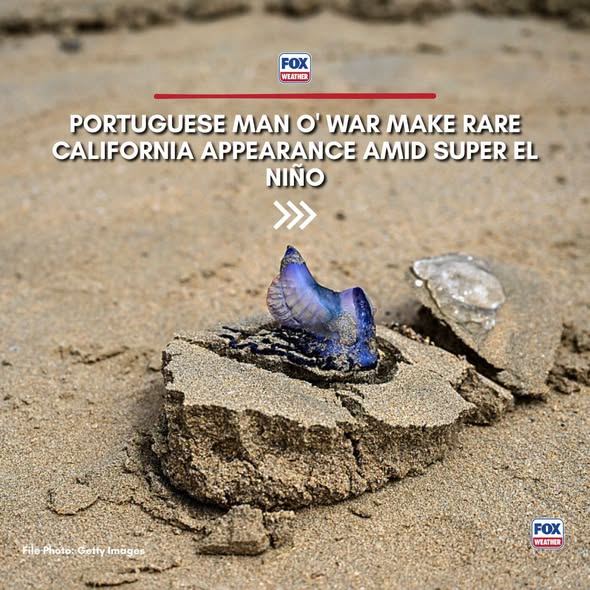 FOX
WEATHER
PORTUGUESE MAN O' WAR MAKE RARE
CALIFORNIA APPEARANCE AMID SUPER EL
NIÑO
FOX
WEATHER
File Photo: Getty Images